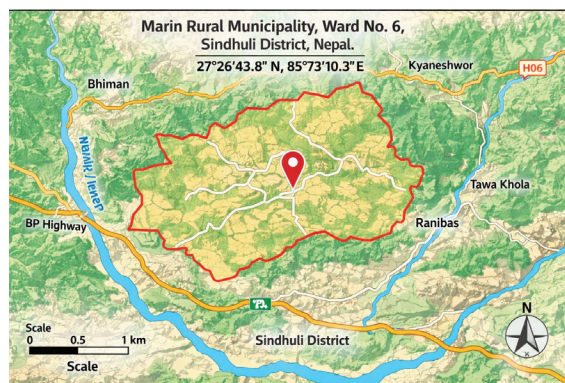 Marin Rural Municipality, Ward No. 6,
Sindhuli District, Nepal.
27°26'43.8" N, 85°73'10.3" E
Kyaneshwor
H06
Bhiman
Tawa Khola
BP Highway
Ranibas
N
Scale
0 0.5 1 km
Scale
Sindhuli District